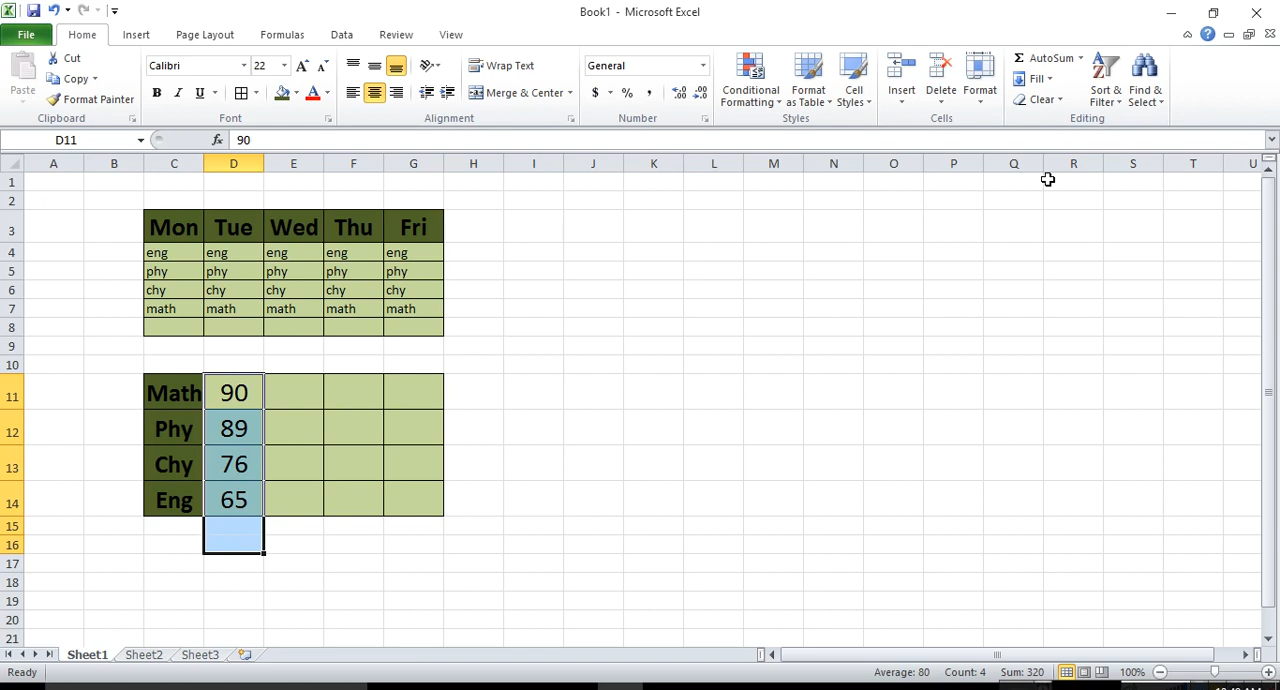 Book1 - Microsoft Excel
File Home Insert Page Layout Formulas Data Review View
Paste
Cut
Copy
Format Painter
Clipboard
Calibri 22 A A
B I U A
Font
Wrap Text
Merge & Center
Alignment
General
$ % ,
Number
Conditional Formatting
Format as Table
Cell Styles
Styles
Insert Delete Format
Cells
Σ AutoSum
Fill
Clear
Sort & Filter
Find & Select
Editing
D11 fx 90
A B C D E F G H I J K L M N O P Q R S T U
1
2
3 Mon Tue Wed Thu Fri
4 eng eng eng eng eng
5 phy phy phy phy phy
6 chy chy chy chy chy
7 math math math math math
8
9
10
11 Math 90
12 Phy 89
13 Chy 76
14 Eng 65
15
16
17
18
19
20
21
Sheet1 Sheet2 Sheet3
Ready Average: 80 Count: 4 Sum: 320 100%